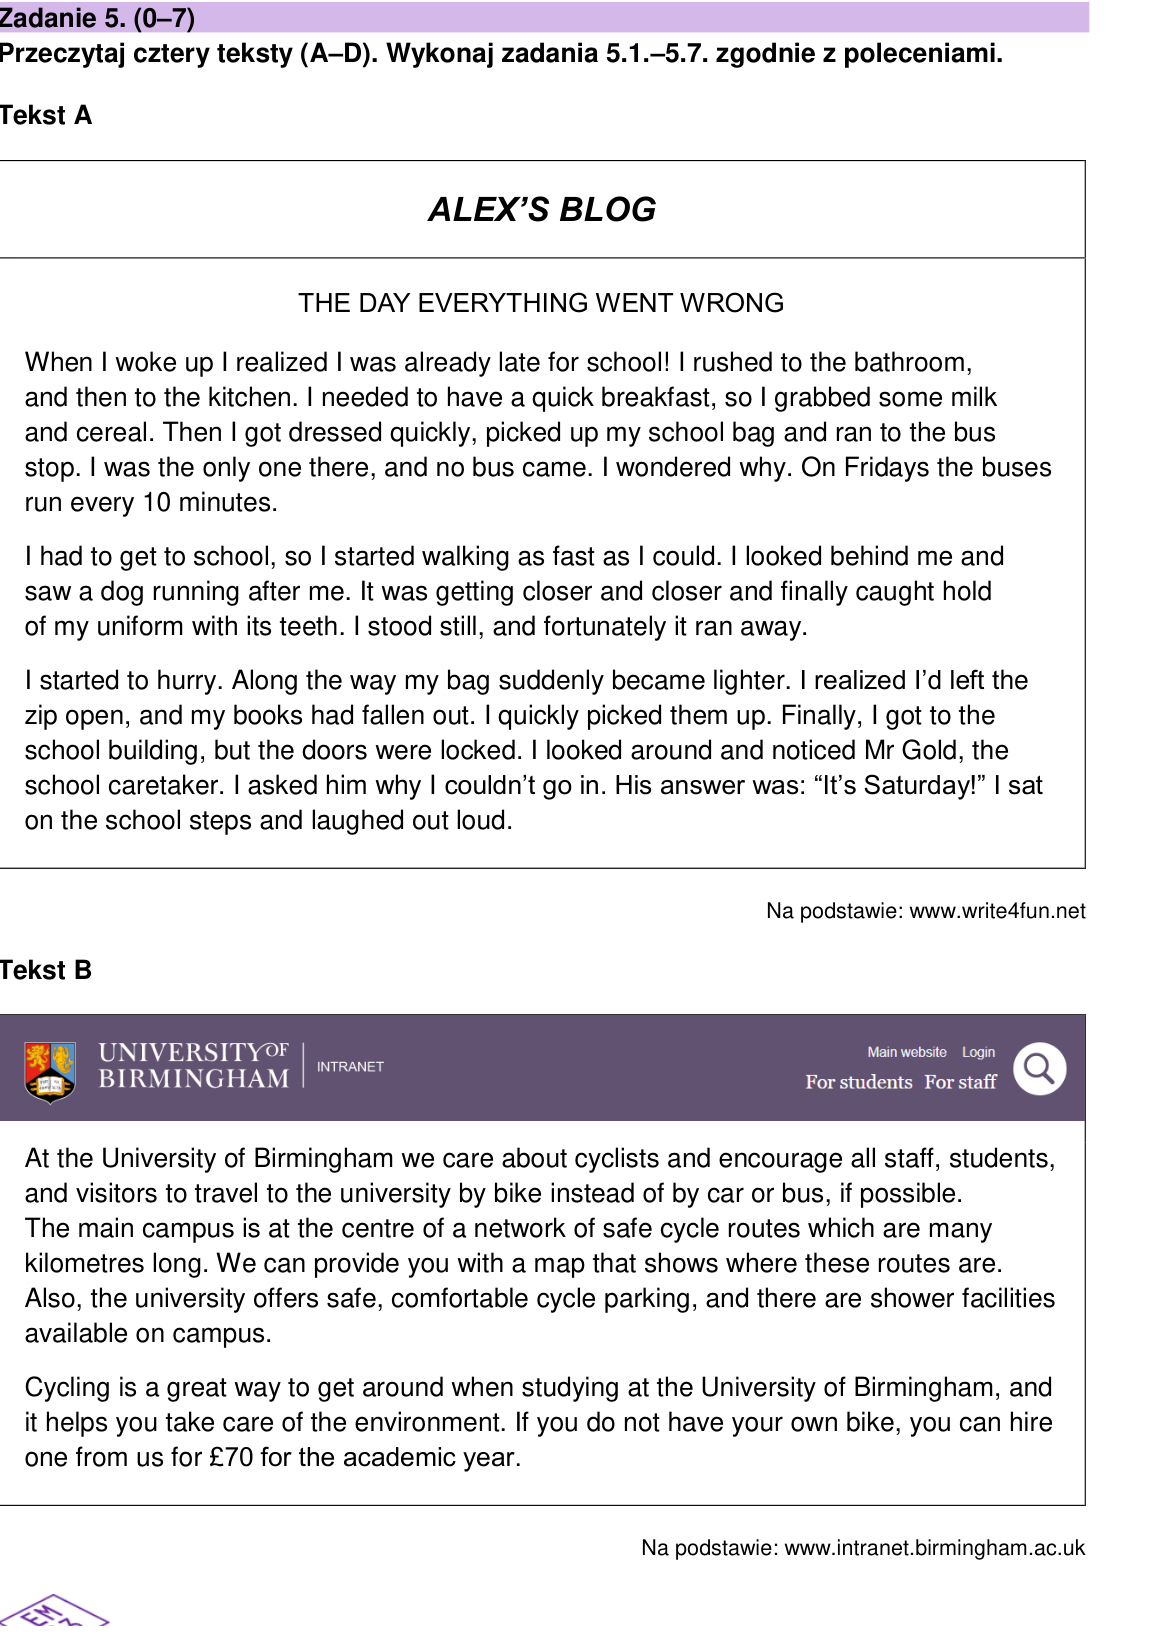 Zadanie 5. (0–7)
Przeczytaj cztery teksty (A–D). Wykonaj zadania 5.1.–5.7. zgodnie z poleceniami.
Tekst A
ALEX'S BLOG
THE DAY EVERYTHING WENT WRONG
When I woke up I realized I was already late for school! I rushed to the bathroom,
and then to the kitchen. I needed to have a quick breakfast, so I grabbed some milk
and cereal. Then I got dressed quickly, picked up my school bag and ran to the bus
stop. I was the only one there, and no bus came. I wondered why. On Fridays the buses
run every 10 minutes.
I had to get to school, so I started walking as fast as I could. I looked behind me and
saw a dog running after me. It was getting closer and closer and finally caught hold
of my uniform with its teeth. I stood still, and fortunately it ran away.
I started to hurry. Along the way my bag suddenly became lighter. I realized I'd left the
zip open, and my books had fallen out. I quickly picked them up. Finally, I got to the
school building, but the doors were locked. I looked around and noticed Mr Gold, the
school caretaker. I asked him why I couldn't go in. His answer was: “It's Saturday!” I sat
on the school steps and laughed out loud.
Na podstawie: www.write4fun.net
Tekst B
UNIVERSITY OF
BIRMINGHAM
INTRANET
Main website Login
For students For staff
At the University of Birmingham we care about cyclists and encourage all staff, students,
and visitors to travel to the university by bike instead of by car or bus, if possible.
The main campus is at the centre of a network of safe cycle routes which are many
kilometres long. We can provide you with a map that shows where these routes are.
Also, the university offers safe, comfortable cycle parking, and there are shower facilities
available on campus.
Cycling is a great way to get around when studying at the University of Birmingham, and
it helps you take care of the environment. If you do not have your own bike, you can hire
one from us for £70 for the academic year.
Na podstawie: www.intranet.birmingham.ac.uk